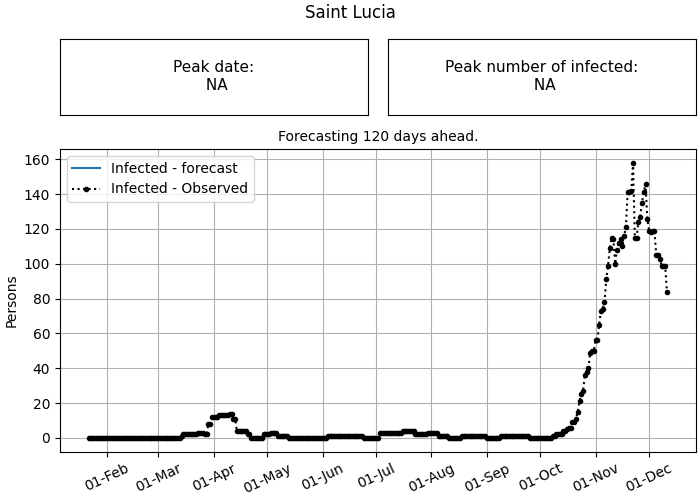 Saint Lucia
Peak date:
NA
Peak number of infected:
NA
Forecasting 120 days ahead.
Infected - forecast
Infected - Observed
Persons
160
140
120
100
80
60
40
20
0
01-Feb
01-Mar
01-Apr
01-May
01-Jun
01-Jul
01-Aug
01-Sep
01-Oct
01-Nov
01-Dec